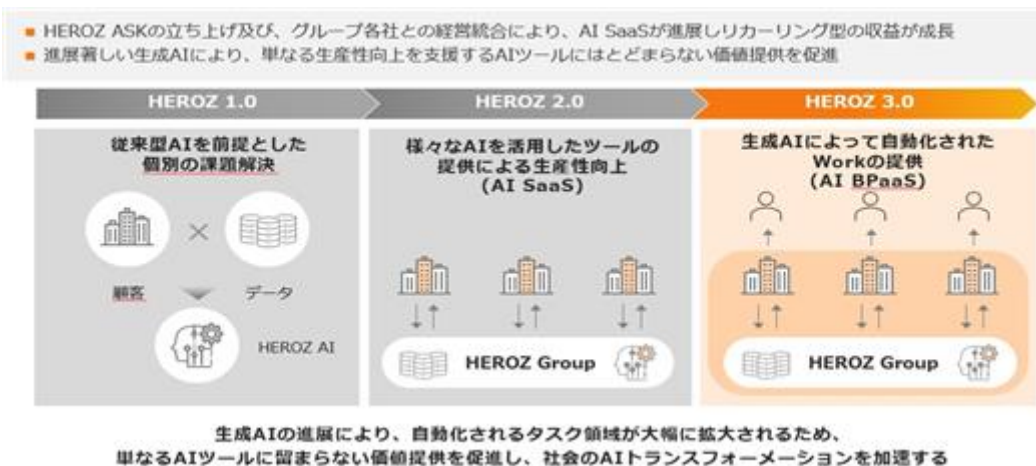 HEROZ ASKの立ち上げ及び、グループ各社との経営統合により、AI SaaSが進展しリカーリング型の収益が成長
進展著しい生成AIにより、単なる生産性向上を支援するAIツールにはとどまらない価値提供を促進
HEROZ 1.0
HEROZ 2.0
HEROZ 3.0
従来型AIを前提とした
個別の課題解決
顧客
データ
HEROZ AI
様々なAIを活用したツールの
提供による生産性向上
(AI SaaS)
HEROZ Group
生成AIによって自動化された
Workの提供
(AI BPaaS)
HEROZ Group
生成AIの進展により、自動化されるタスク領域が大幅に拡大されるため、
単なるAIツールに留まらない価値提供を促進し、社会のAIトランスフォーメーションを加速する